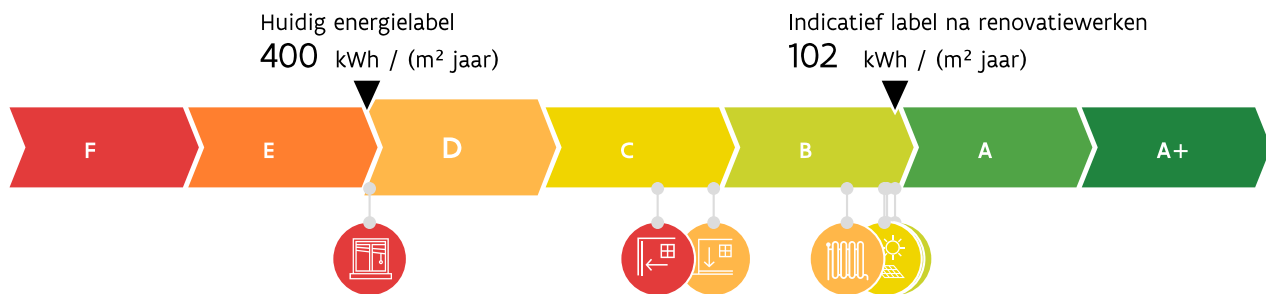 Huidig energielabel
400 kWh / (m² jaar)
Indicatief label na renovatiewerken
102 kWh / (m² jaar)
F E D C B A A+